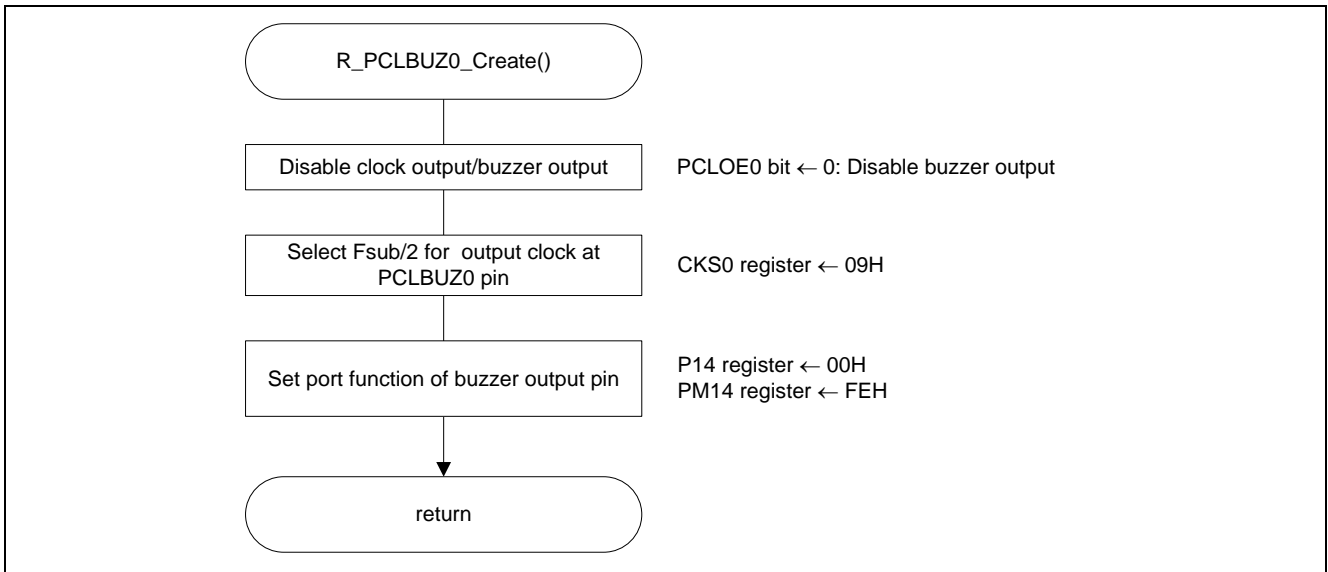 R_PCLBUZ0_Create()
Disable clock output/buzzer output
PCLOE0 bit ← 0: Disable buzzer output
Select Fsub/2 for output clock at
PCLBUZ0 pin
CKS0 register ← 09H
Set port function of buzzer output pin
P14 register ← 00H
PM14 register ← FEH
return